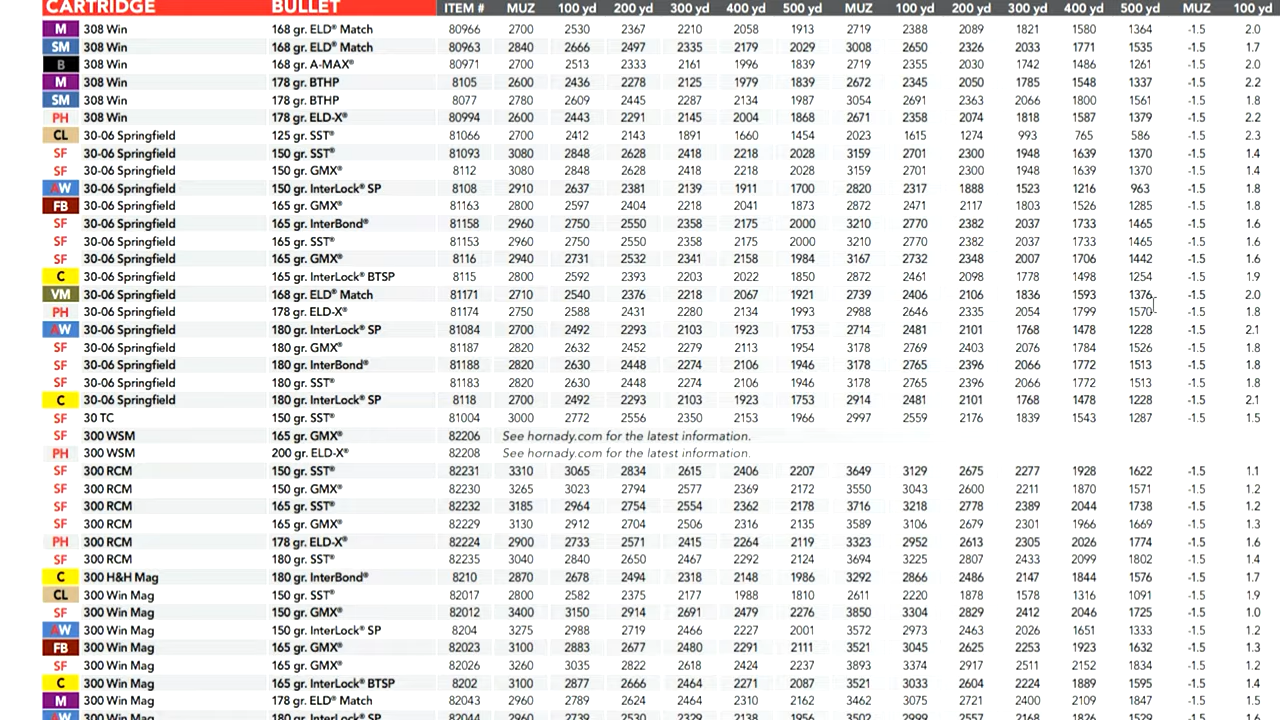 CARTRIDGE BULLET ITEM # MUZ 100 yd 200 yd 300 yd 400 yd 500 yd MUZ 100 yd 200 yd 300 yd 400 yd 500 yd MUZ 100 yd
M 308 Win 168 gr. ELD® Match 80966 2700 2530 2367 2210 2058 1913 2719 2388 2089 1821 1580 1364 -1.5 2.0
SM 308 Win 168 gr. ELD® Match 80963 2840 2666 2497 2335 2179 2029 3008 2650 2326 2033 1771 1535 -1.5 1.7
B 308 Win 168 gr. A-MAX® 80971 2700 2513 2333 2161 1996 1839 2719 2355 2030 1742 1486 1261 -1.5 2.0
M 308 Win 178 gr. BTHP 8105 2600 2436 2278 2125 1979 1839 2672 2345 2050 1785 1548 1337 -1.5 2.2
SM 308 Win 178 gr. BTHP 8077 2780 2609 2445 2287 2134 1987 3054 2691 2363 2066 1800 1561 -1.5 1.8
PH 308 Win 178 gr. ELD-X® 80994 2600 2443 2291 2145 2004 1868 2671 2358 2074 1818 1587 1379 -1.5 2.2
CL 30-06 Springfield 125 gr. SST® 81066 2700 2412 2143 1891 1660 1454 2023 1615 1274 993 765 586 -1.5 2.3
SF 30-06 Springfield 150 gr. SST® 81093 3080 2848 2628 2418 2218 2028 3159 2701 2300 1948 1639 1370 -1.5 1.4
SF 30-06 Springfield 150 gr. GMX® 8112 3080 2848 2628 2418 2218 2028 3159 2701 2300 1948 1639 1370 -1.5 1.4
AW 30-06 Springfield 150 gr. InterLock® SP 8108 2910 2637 2381 2139 1911 1700 2820 2317 1888 1523 1216 963 -1.5 1.8
FB 30-06 Springfield 165 gr. GMX® 81163 2800 2597 2404 2218 2041 1873 2872 2471 2117 1803 1526 1285 -1.5 1.8
SF 30-06 Springfield 165 gr. InterBond® 81158 2960 2750 2550 2358 2175 2000 3210 2770 2382 2037 1733 1465 -1.5 1.6
SF 30-06 Springfield 165 gr. SST® 81153 2960 2750 2550 2358 2175 2000 3210 2770 2382 2037 1733 1465 -1.5 1.6
SF 30-06 Springfield 165 gr. GMX® 8116 2940 2731 2532 2341 2158 1984 3167 2732 2348 2007 1706 1442 -1.5 1.6
C 30-06 Springfield 165 gr. InterLock® BTSP 8115 2800 2592 2393 2203 2022 1850 2872 2461 2098 1778 1498 1254 -1.5 1.9
VM 30-06 Springfield 168 gr. ELD® Match 81171 2710 2540 2376 2218 2067 1921 2739 2406 2106 1836 1593 1376 -1.5 2.0
PH 30-06 Springfield 178 gr. ELD-X® 81174 2750 2588 2431 2280 2134 1993 2988 2646 2335 2054 1799 1570 -1.5 1.8
AW 30-06 Springfield 180 gr. InterLock® SP 81084 2700 2492 2293 2103 1923 1753 2714 2481 2101 1768 1478 1228 -1.5 2.1
SF 30-06 Springfield 180 gr. GMX® 81187 2820 2632 2452 2279 2113 1954 3178 2769 2403 2076 1784 1526 -1.5 1.8
SF 30-06 Springfield 180 gr. InterBond® 81188 2820 2630 2448 2274 2106 1946 3178 2765 2396 2066 1772 1513 -1.5 1.8
SF 30-06 Springfield 180 gr. SST® 81183 2820 2630 2448 2274 2106 1946 3178 2765 2396 2066 1772 1513 -1.5 1.8
C 30-06 Springfield 180 gr. InterLock® SP 8118 2700 2492 2293 2103 1923 1753 2914 2481 2101 1768 1478 1228 -1.5 2.1
SF 30 TC 150 gr. SST® 81004 3000 2772 2556 2350 2153 1966 2997 2559 2176 1839 1543 1287 -1.5 1.5
SF 300 WSM 165 gr. GMX® 82206 See hornady.com for the latest information.
PH 300 WSM 200 gr. ELD-X® 82208 See hornady.com for the latest information.
SF 300 RCM 150 gr. SST® 82231 3310 3065 2834 2615 2406 2207 3649 3129 2675 2277 1928 1622 -1.5 1.1
SF 300 RCM 150 gr. GMX® 82230 3265 3023 2794 2577 2369 2172 3550 3043 2600 2211 1870 1571 -1.5 1.2
SF 300 RCM 165 gr. SST® 82232 3185 2964 2754 2554 2362 2178 3716 3218 2778 2389 2044 1738 -1.5 1.2
SF 300 RCM 165 gr. GMX® 82229 3130 2912 2704 2506 2316 2135 3589 3106 2679 2301 1966 1669 -1.5 1.3
PH 300 RCM 178 gr. ELD-X® 82224 2900 2733 2571 2415 2264 2119 3323 2952 2613 2305 2026 1774 -1.5 1.6
SF 300 RCM 180 gr. SST® 82235 3040 2840 2650 2467 2292 2124 3694 3225 2807 2433 2099 1802 -1.5 1.4
C 300 H&H Mag 180 gr. InterBond® 8210 2870 2678 2494 2318 2148 1986 3292 2866 2486 2147 1844 1576 -1.5 1.7
CL 300 Win Mag 150 gr. SST® 82017 2800 2582 2375 2177 1988 1810 2611 2220 1878 1578 1316 1091 -1.5 1.9
SF 300 Win Mag 150 gr. GMX® 82012 3400 3150 2914 2691 2479 2276 3850 3304 2829 2412 2046 1725 -1.5 1.0
AW 300 Win Mag 150 gr. InterLock® SP 8204 3275 2988 2719 2466 2227 2001 3572 2973 2463 2026 1651 1333 -1.5 1.2
FB 300 Win Mag 165 gr. GMX® 82023 3100 2883 2677 2480 2291 2111 3521 3045 2625 2253 1923 1632 -1.5 1.3
SF 300 Win Mag 165 gr. GMX® 82026 3260 3035 2822 2618 2424 2237 3893 3374 2917 2511 2152 1834 -1.5 1.2
C 300 Win Mag 165 gr. InterLock® BTSP 8202 3100 2877 2666 2464 2271 2087 3521 3033 2604 2224 1889 1595 -1.5 1.4
M 300 Win Mag 178 gr. ELD® Match 82043 2960 2789 2624 2464 2310 2162 3462 3075 2721 2400 2109 1847 -1.5 1.5
AW 300 Win Mag 180 gr. InterLock® SP 82044 2960 2739 2530 2329 2138 1956 3502 2999 2557 2168 1826 1529 -1.5 1.6